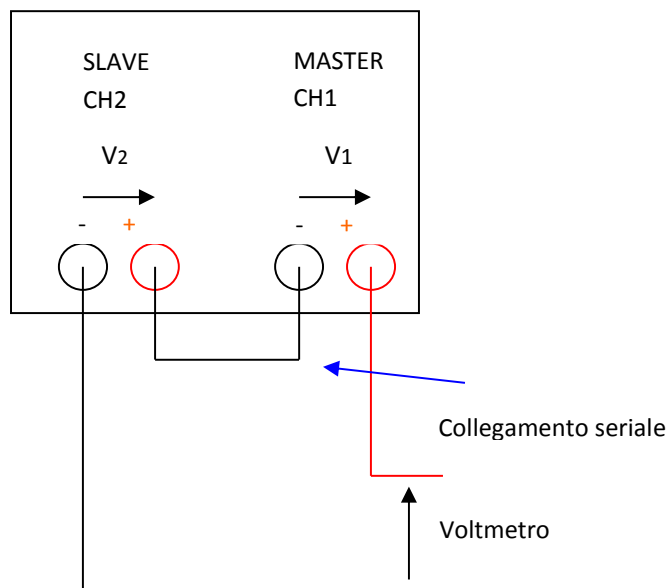 SLAVE
CH2
MASTER
CH1
V2
V1
- +
- +
Collegamento seriale
Voltmetro